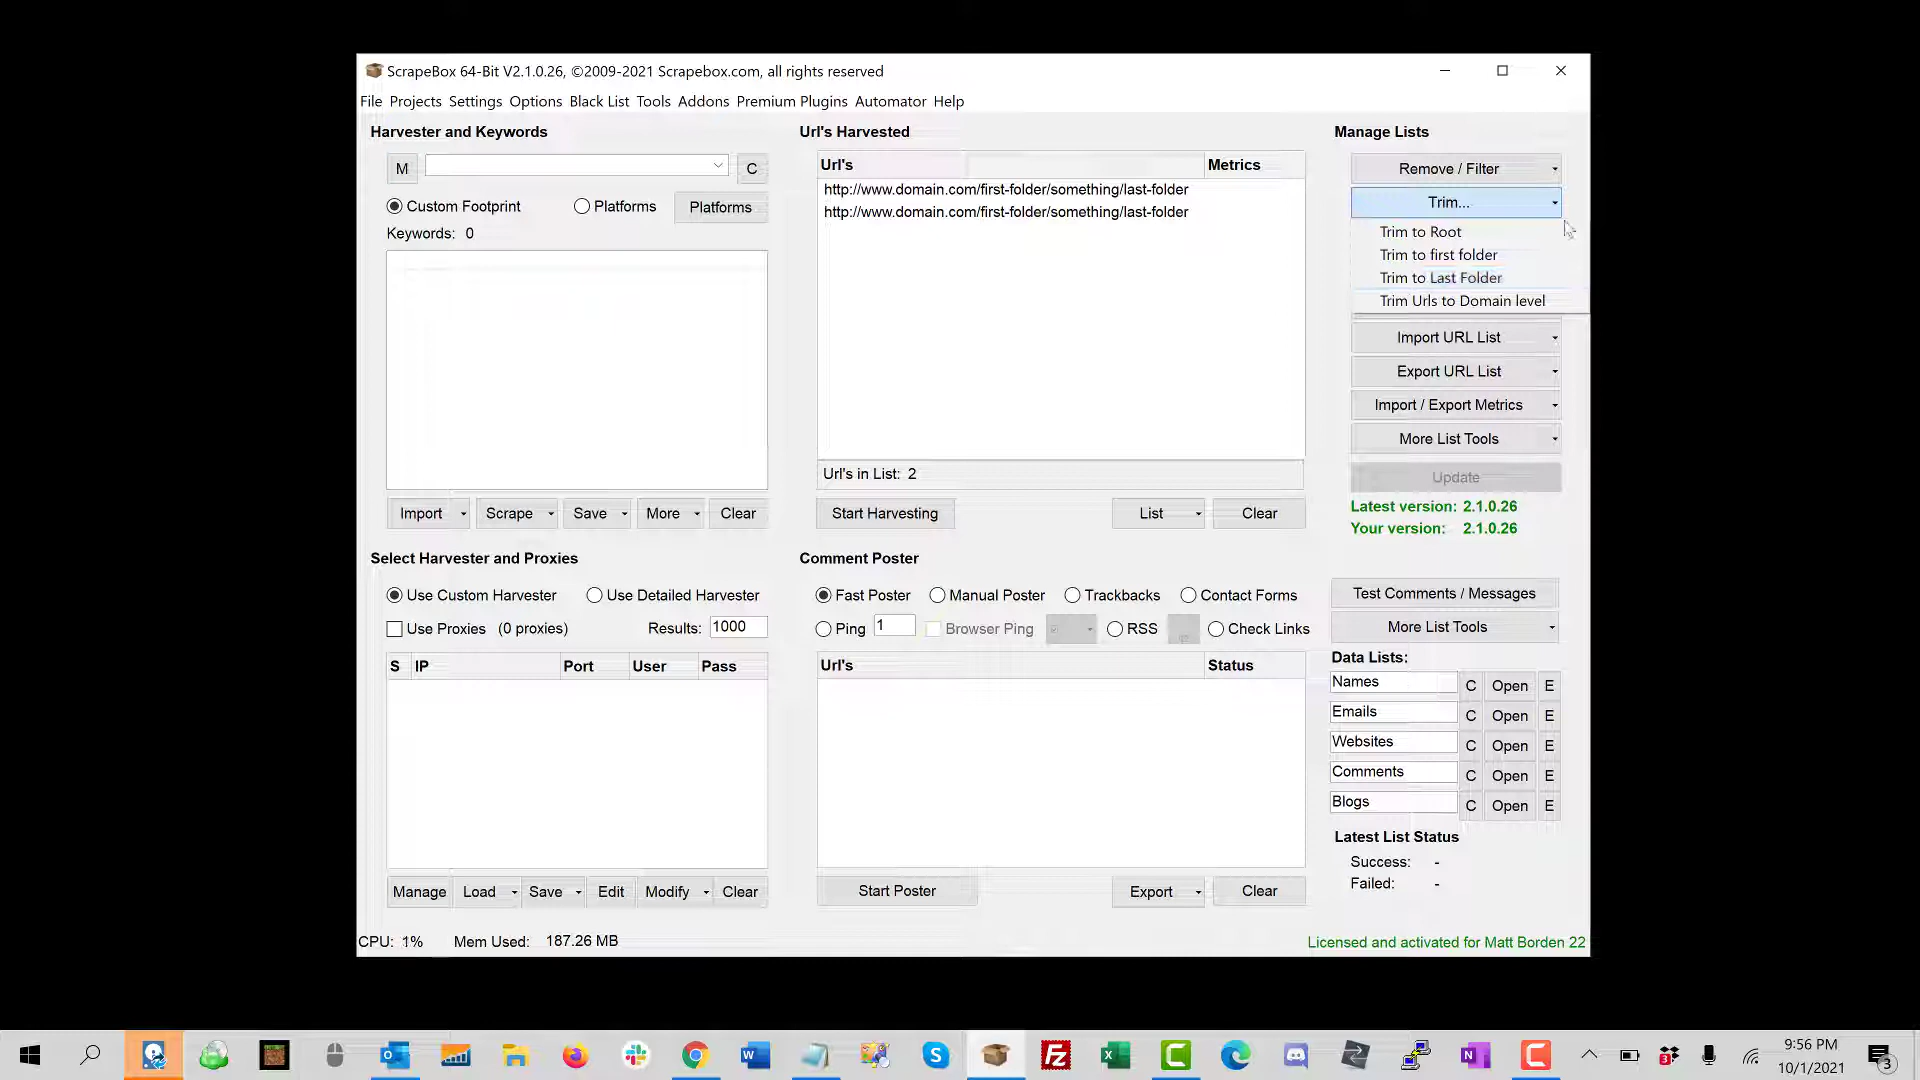 ScrapeBox 64-Bit V2.1.0.26, ©2009-2021 Scrapebox.com, all rights reserved
File Projects Settings Options Black List Tools Addons Premium Plugins Automator Help
Harvester and Keywords
M
C
Custom Footprint
Platforms
Platforms
Keywords: 0
Import
Scrape
Save
More
Clear
Url's Harvested
Url's
Metrics
http://www.domain.com/first-folder/something/last-folder
http://www.domain.com/first-folder/something/last-folder
Url's in List: 2
Start Harvesting
List
Clear
Manage Lists
Remove / Filter
Trim...
Trim to Root
Trim to first folder
Trim to Last Folder
Trim Urls to Domain level
Import URL List
Export URL List
Import / Export Metrics
More List Tools
Update
Latest version: 2.1.0.26
Your version: 2.1.0.26
Select Harvester and Proxies
Use Custom Harvester
Use Detailed Harvester
Use Proxies (0 proxies)
Results: 1000
S IP Port User Pass
Manage
Load
Save
Edit
Modify
Clear
Comment Poster
Fast Poster
Manual Poster
Trackbacks
Contact Forms
Ping 1
Browser Ping
RSS
Check Links
Url's
Status
Start Poster
Export
Clear
Test Comments / Messages
More List Tools
Data Lists:
Names C Open E
Emails C Open E
Websites C Open E
Comments C Open E
Blogs C Open E
Latest List Status
Success: -
Failed: -
CPU: 1%
Mem Used: 187.26 MB
Licensed and activated for Matt Borden 22
9:56 PM
10/1/2021
3